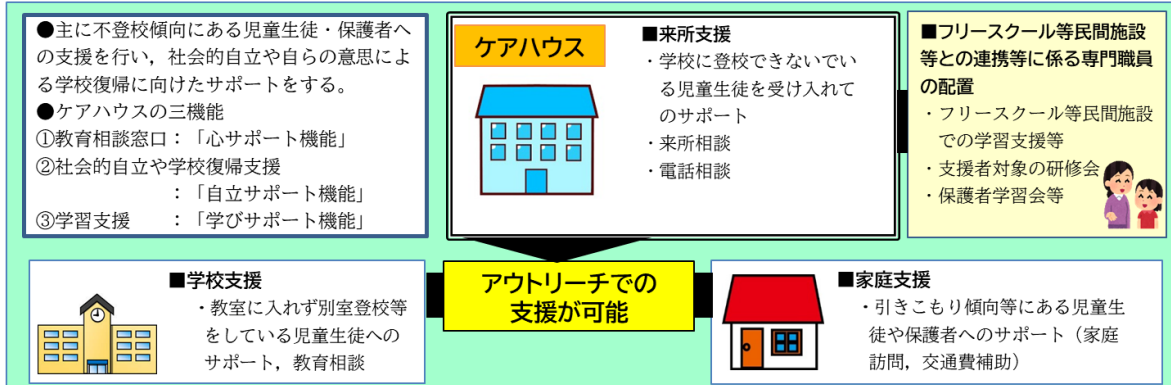 ●主に不登校傾向にある児童生徒・保護者へ
の支援を行い，社会的自立や自らの意思によ
る学校復帰に向けたサポートをする。
●ケアハウスの三機能
①教育相談窓口：「心サポート機能」
②社会的自立や学校復帰支援
：「自立サポート機能」
③学習支援　　：「学びサポート機能」
ケアハウス
■来所支援
・学校に登校できないでい
る児童生徒を受け入れて
のサポート
・来所相談
・電話相談
■フリースクール等民間施設
等との連携等に係る専門職員
の配置
・フリースクール等民間施設
での学習支援等
・支援者対象の研修会
・保護者学習会等
■学校支援
・教室に入れず別室登校等
をしている児童生徒への
サポート，教育相談
アウトリーチでの
支援が可能
■家庭支援
・引きこもり傾向等にある児童生
徒や保護者へのサポート（家庭
訪問，交通費補助）